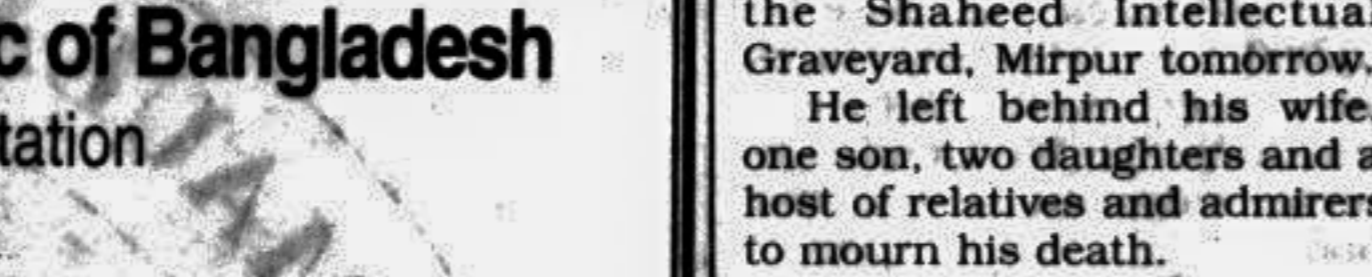 of Bangladesh
the Shaheed Intellectual
Graveyard, Mirpur tomorrow.
He left behind his wife,
one son, two daughters and a
host of relatives and admirers
to mourn his death.